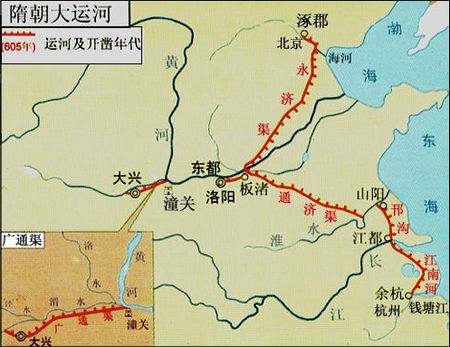 隋朝大运河
(605年) 运河及开凿年代
涿郡
北京
渤
海
海河
永
济
渠
黄
河
东
海
大兴
潼关
东都
洛阳
板渚
通
济
渠
山阳
邗
沟
淮
水
江都
长
江
江
南
河
余杭
杭州
钱塘江
广通渠
洛
水
黄
河
泾
水
渭
水
广
通
渠
潼关
大兴